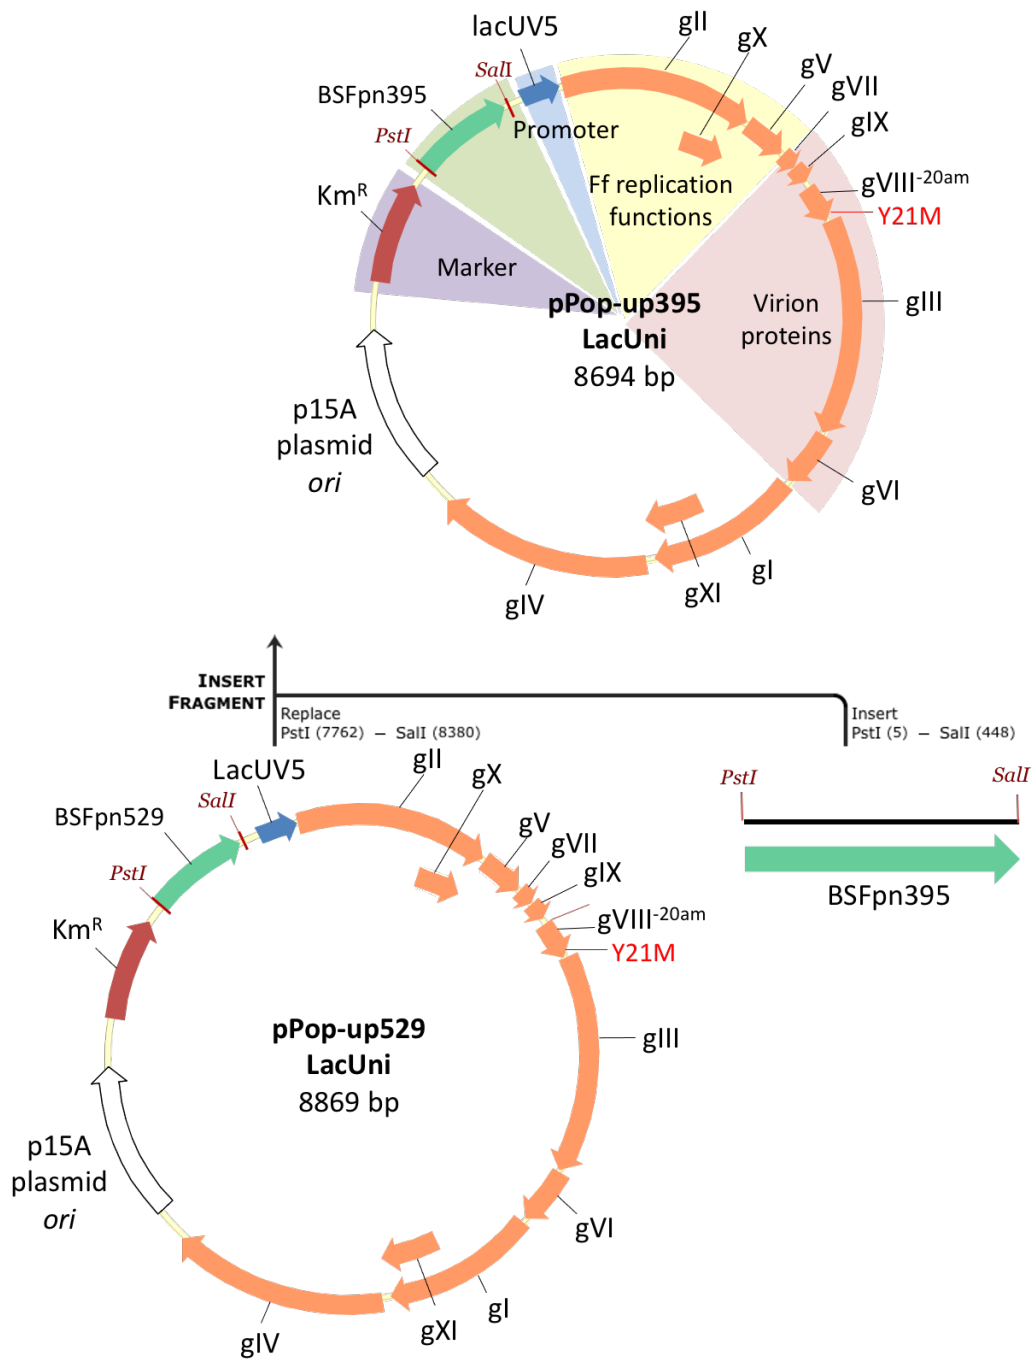 lacUV5
gII
gX
gV
gVII
gIX
SalI
BSFpn395
PstI
Promoter
KmR
Ff replication
functions
gVIII-20am
Y21M
Marker
pPop-up395
LacUni
8694 bp
Virion
proteins
gIII
p15A
plasmid
ori
gVI
gI
gXI
gIV
INSERT
FRAGMENT
Replace
PstI (7762) – SalI (8380)
Insert
PstI (5) – SalI (448)
LacUV5
gII
gX
gV
gVII
gIX
SalI
BSFpn529
PstI
KmR
gVIII-20am
Y21M
PstI
SalI
BSFpn395
pPop-up529
LacUni
8869 bp
gIII
p15A
plasmid
ori
gVI
gI
gXI
gIV